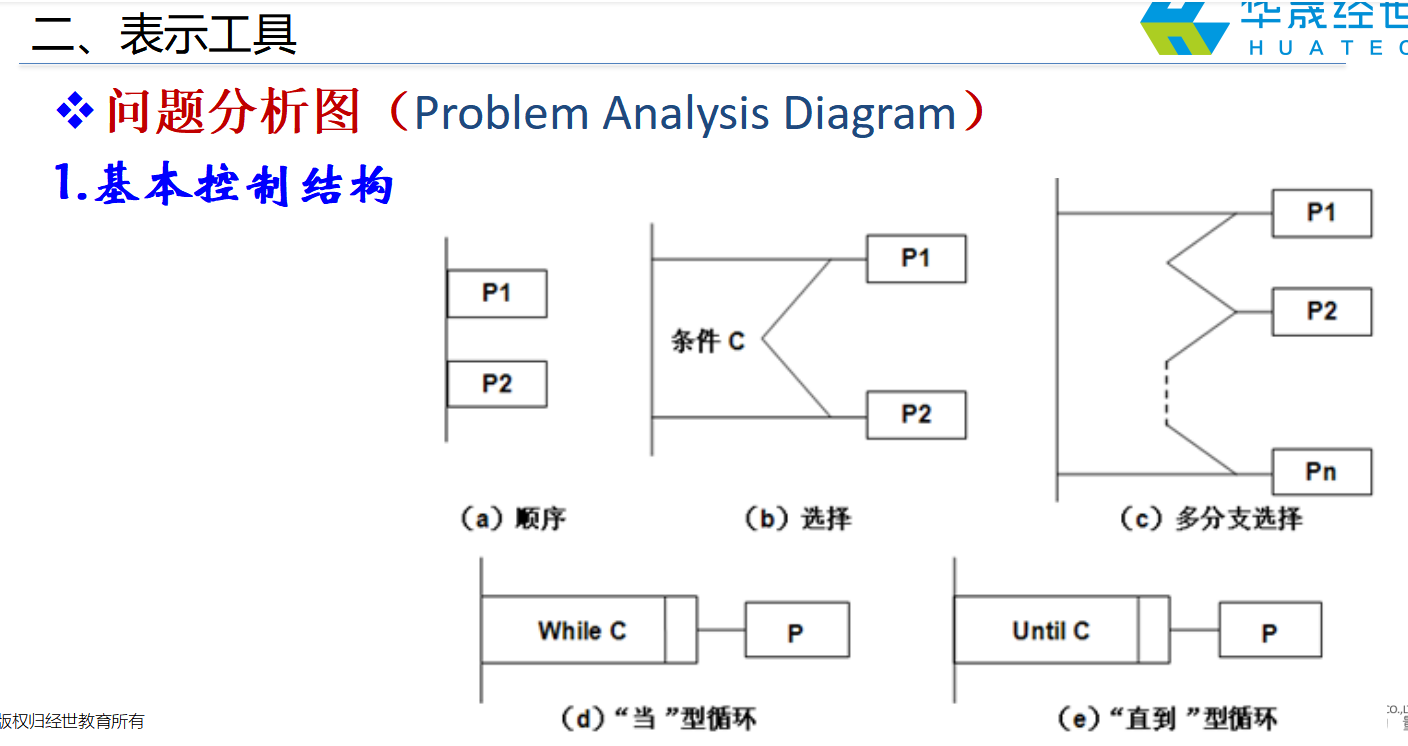 二、表示工具
华晟经世
HUATEC
问题分析图（Problem Analysis Diagram）
1.基本控制结构
P1
P2
条件 C
P1
P2
P1
P2
Pn
（a）顺序
（b）选择
（c）多分支选择
While C
P
Until C
P
（d）“当 ”型循环
（e）“直到 ”型循环
版权归经世教育所有